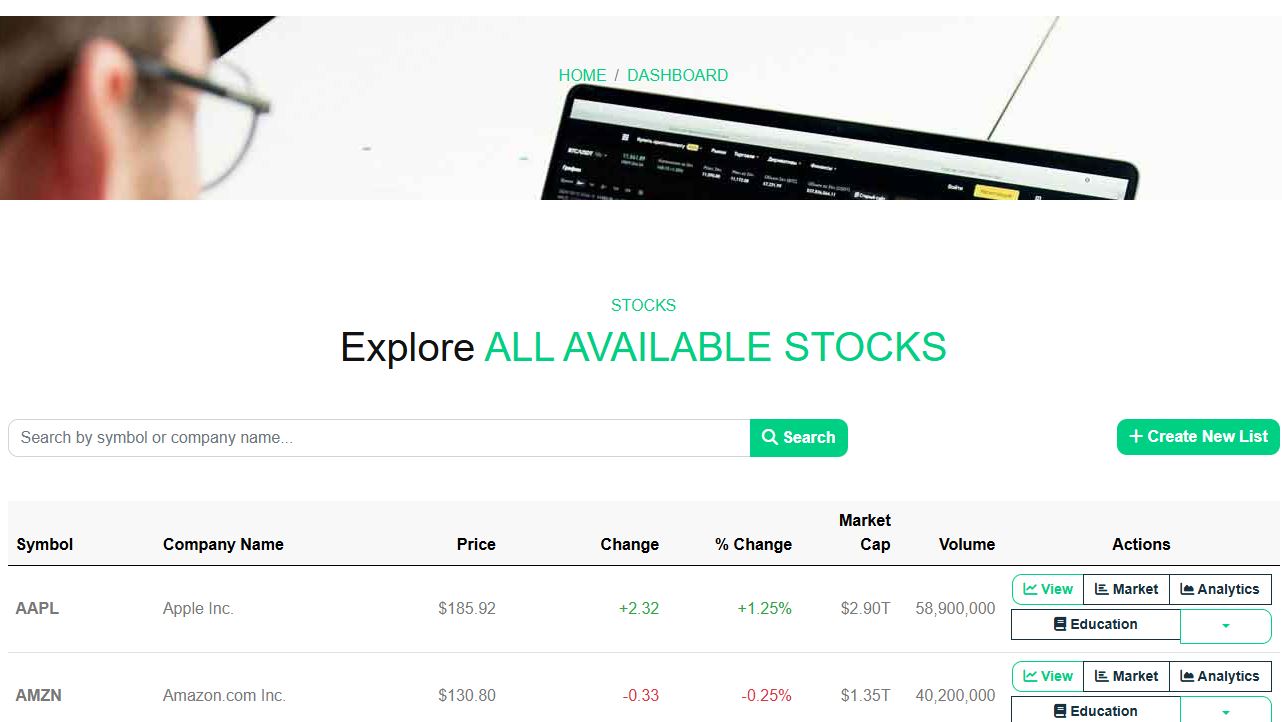 HOME / DASHBOARD
STOCKS
Explore ALL AVAILABLE STOCKS
Search by symbol or company name...
Search
Create New List
Symbol Company Name Price Change % Change Market Cap Volume Actions
AAPL Apple Inc. $185.92 +2.32 +1.25% $2.90T 58,900,000 View Market Analytics
Education
AMZN Amazon.com Inc. $130.80 -0.33 -0.25% $1.35T 40,200,000 View Market Analytics
Education